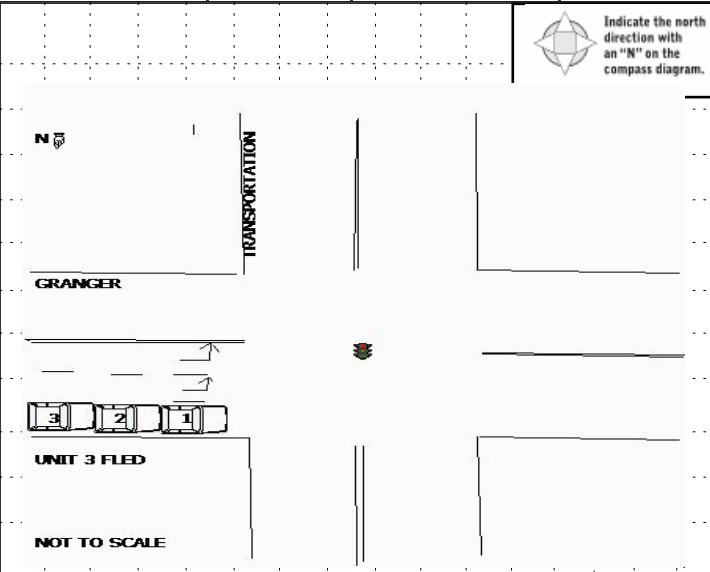 Indicate the north
direction with
an “N” on the
compass diagram.
N
TRANSPORTATION
GRANGER
3 2 1
UNIT 3 FLED
NOT TO SCALE